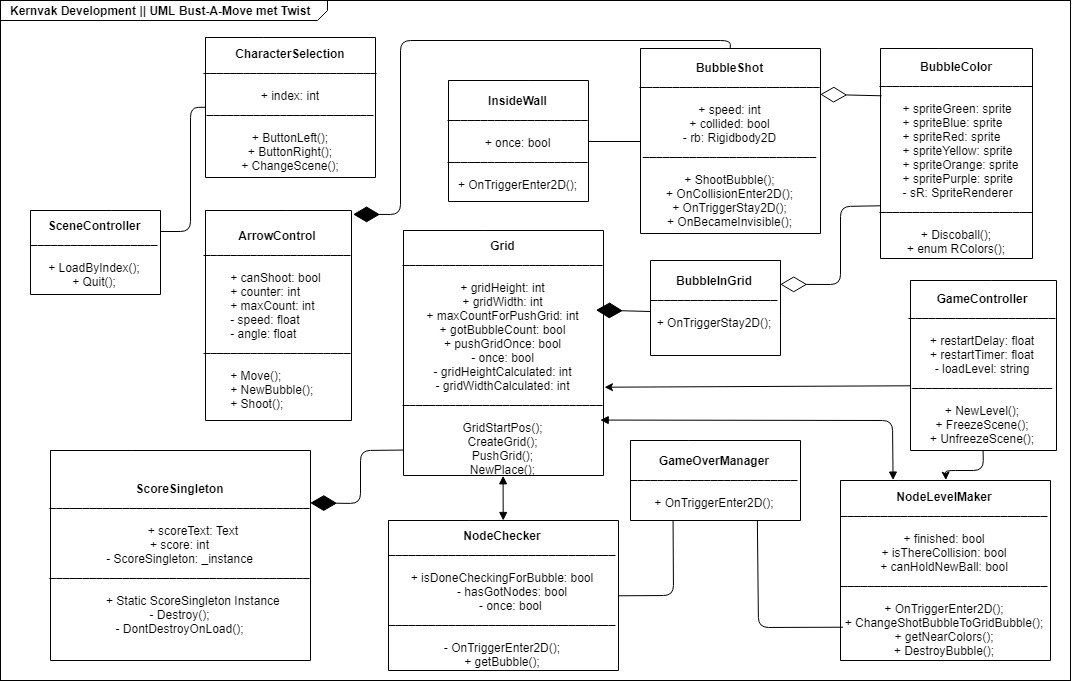 Kernvak Development || UML Bust-A-Move met Twist
CharacterSelection
+ index: int
+ ButtonLeft();
+ ButtonRight();
+ ChangeScene();
SceneController
+ LoadByIndex();
+ Quit();
ArrowControl
+ canShoot: bool
+ counter: int
+ maxCount: int
- speed: float
- angle: float
+ Move();
+ NewBubble();
+ Shoot();
InsideWall
+ once: bool
+ OnTriggerEnter2D();
BubbleShot
+ speed: int
+ collided: bool
- rb: Rigidbody2D
+ ShootBubble();
+ OnCollisionEnter2D();
+ OnTriggerStay2D();
+ OnBecameInvisible();
BubbleColor
+ spriteGreen: sprite
+ spriteBlue: sprite
+ spriteRed: sprite
+ spriteYellow: sprite
+ spriteOrange: sprite
+ spritePurple: sprite
- sR: SpriteRenderer
+ Discoball();
+ enum RColors();
Grid
+ gridHeight: int
+ gridWidth: int
+ maxCountForPushGrid: int
+ gotBubbleCount: bool
+ pushGridOnce: bool
- once: bool
- gridHeightCalculated: int
- gridWidthCalculated: int
GridStartPos();
CreateGrid();
PushGrid();
NewPlace();
BubbleInGrid
+ OnTriggerStay2D();
GameController
+ restartDelay: float
+ restartTimer: float
- loadLevel: string
+ NewLevel();
+ FreezeScene();
+ UnfreezeScene();
ScoreSingleton
+ scoreText: Text
+ score: int
- ScoreSingleton: _instance
+ Static ScoreSingleton Instance
- Destroy();
- DontDestroyOnLoad();
NodeChecker
+ isDoneCheckingForBubble: bool
- hasGotNodes: bool
- once: bool
- OnTriggerEnter2D();
+ getBubble();
GameOverManager
+ OnTriggerEnter2D();
NodeLevelMaker
+ finished: bool
+ isThereCollision: bool
+ canHoldNewBall: bool
+ OnTriggerEnter2D();
+ ChangeShotBubbleToGridBubble();
+ getNearColors();
+ DestroyBubble();